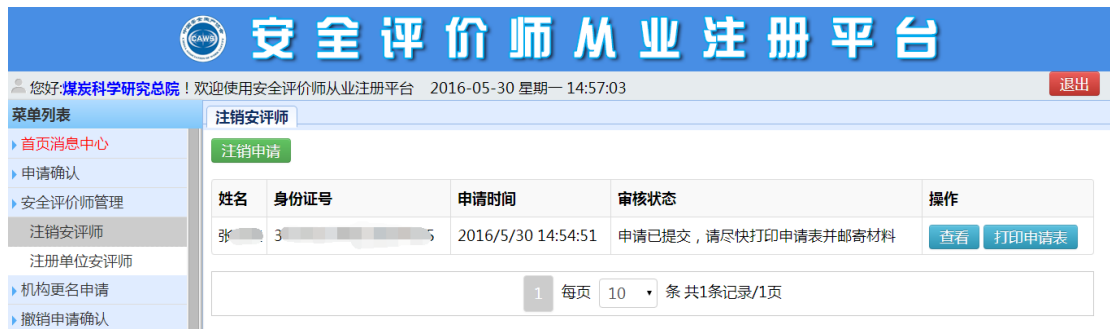 CAWS
安全评价师从业注册平台
您好:煤炭科学研究总院！欢迎使用安全评价师从业注册平台 2016-05-30 星期一 14:57:03
退出
菜单列表
首页消息中心
申请确认
安全评价师管理
注销安评师
注册单位安评师
机构更名申请
撤销申请确认
注销安评师
注销申请
姓名 身份证号 申请时间 审核状态 操作
张 3 5 2016/5/30 14:54:51 申请已提交，请尽快打印申请表并邮寄材料 查看 打印申请表
1 每页 10 条 共1条记录/1页